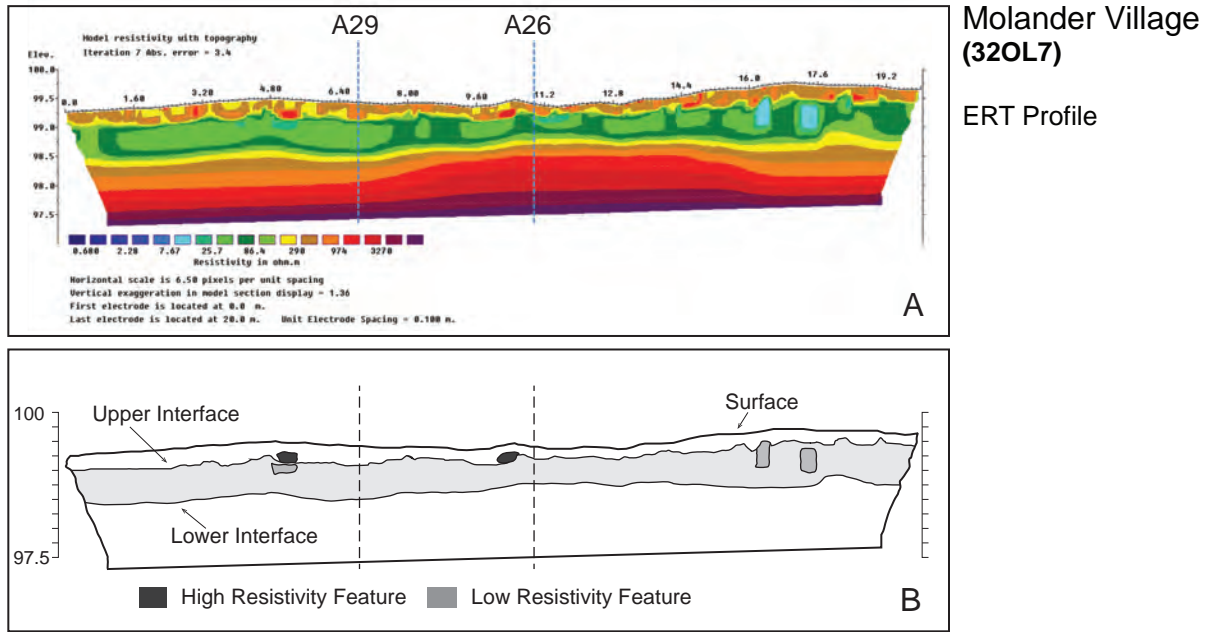 Molander Village
(32OL7)
ERT Profile
A29 A26
Model resistivity with topography
Iteration 7 Abs. error = 3.4
Elev.
100.0
99.5
99.0
98.5
98.0
97.5
0.0 1.60 3.20 4.80 6.40 8.00 9.60 11.2 12.8 14.4 16.0 17.6 19.2
0.680 2.28 7.67 25.7 86.4 290 974 3270
Resistivity in ohm.m
Horizontal scale is 6.50 pixels per unit spacing
Vertical exaggeration in model section display = 1.36
First electrode is located at 0.0 m.
Last electrode is located at 20.0 m. Unit Electrode Spacing = 0.100 m.
A
100
97.5
Upper Interface
Surface
Lower Interface
High Resistivity Feature Low Resistivity Feature
B